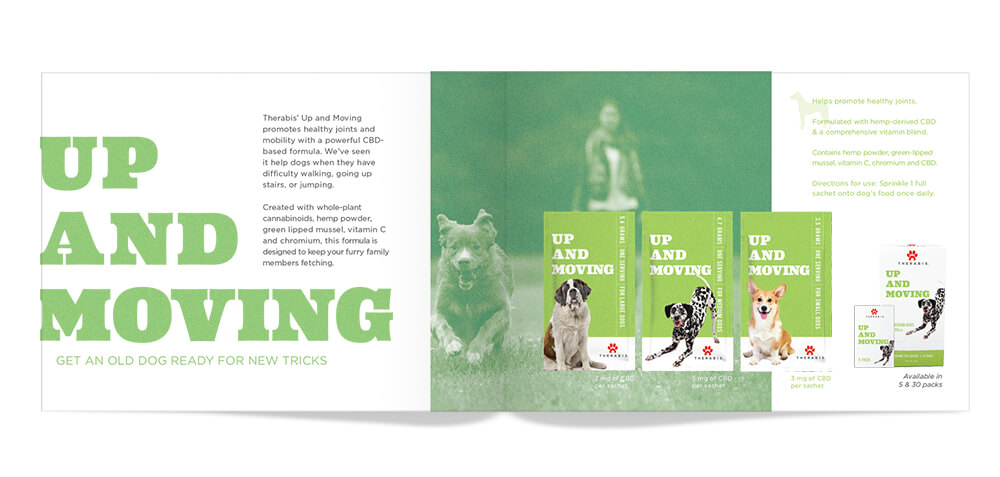 UP
AND
MOVING
GET AN OLD DOG READY FOR NEW TRICKS
Therabis' Up and Moving
promotes healthy joints and
mobility with a powerful CBD-
based formula. We've seen
it help dogs when they have
difficulty walking, going up
stairs, or jumping.
Created with whole-plant
cannabinoids, hemp powder,
green lipped mussel, vitamin C
and chromium, this formula is
designed to keep your furry family
members fetching.
UP
AND
MOVING
5.4 GRAMS | ONE SERVING | FOR LARGE DOGS
THERABIS
7 mg of CBD
per sachet
UP
AND
MOVING
4.7 GRAMS | ONE SERVING | FOR MEDIUM DOGS
THERABIS
5 mg of CBD
per sachet
UP
AND
MOVING
3.5 GRAMS | ONE SERVING | FOR SMALL DOGS
THERABIS
3 mg of CBD
per sachet
Helps promote healthy joints.
Formulated with hemp-derived CBD
& a comprehensive vitamin blend.
Contains hemp powder, green-lipped
mussel, vitamin C, chromium and CBD.
Directions for use: Sprinkle 1 full
sachet onto dog's food once daily.
THERABIS
UP
AND
MOVING
UP
AND
MOVING
Available in
5 & 30 packs